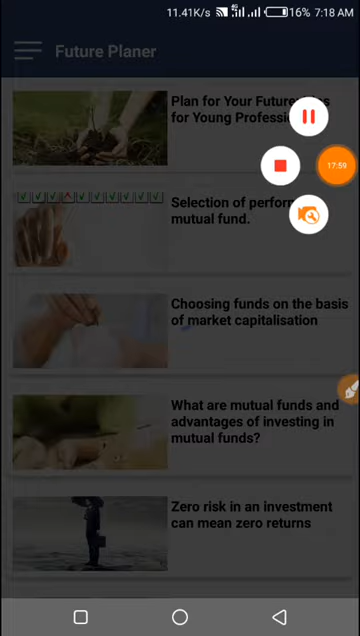 11.41K/s 4G 16% 7:18 AM
Future Planer
Plan for Your Future
for Young
17:59
Selection of
mutual fund.
Choosing funds on the basis
of market capitalisation
What are mutual funds and
advantages of investing in
mutual funds?
Zero risk in an investment
can mean zero returns